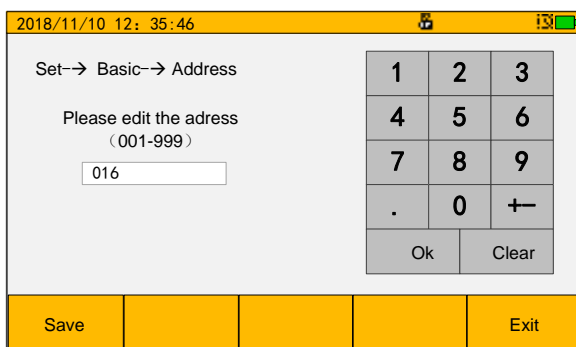 2018/11/10 12: 35:46
Set-→ Basic-→ Address
Please edit the adress
（001-999）
016
1 2 3
4 5 6
7 8 9
. 0 +-
Ok Clear
Save Exit